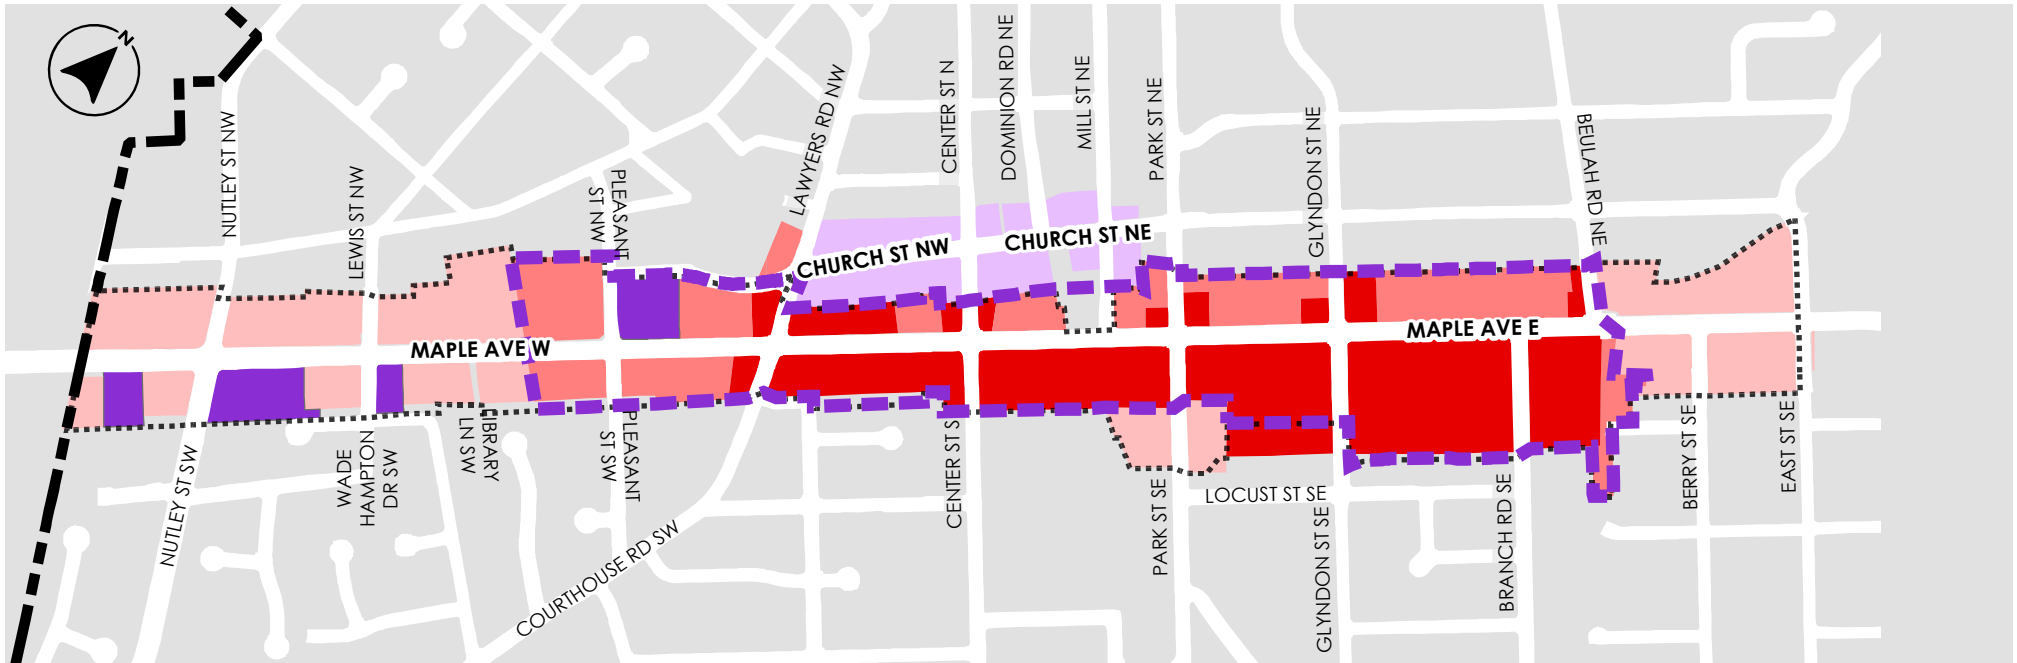 N
NUTLEY ST NW
LEWIS ST NW
PLEASANT
ST NW
LAWYERS RD NW
CENTER ST N
DOMINION RD NE
MILL ST NE
PARK ST NE
GLYNDON ST NE
BEULAH RD NE
CHURCH ST NW
CHURCH ST NE
MAPLE AVE W
MAPLE AVE E
NUTLEY ST SW
WADE
HAMPTON
DR SW
LIBRARY
LN SW
PLEASANT
ST SW
COURTHOUSE RD SW
CENTER ST S
PARK ST SE
LOCUST ST SE
GLYNDON ST SE
BRANCH RD SE
BERRY ST SE
EAST ST SE